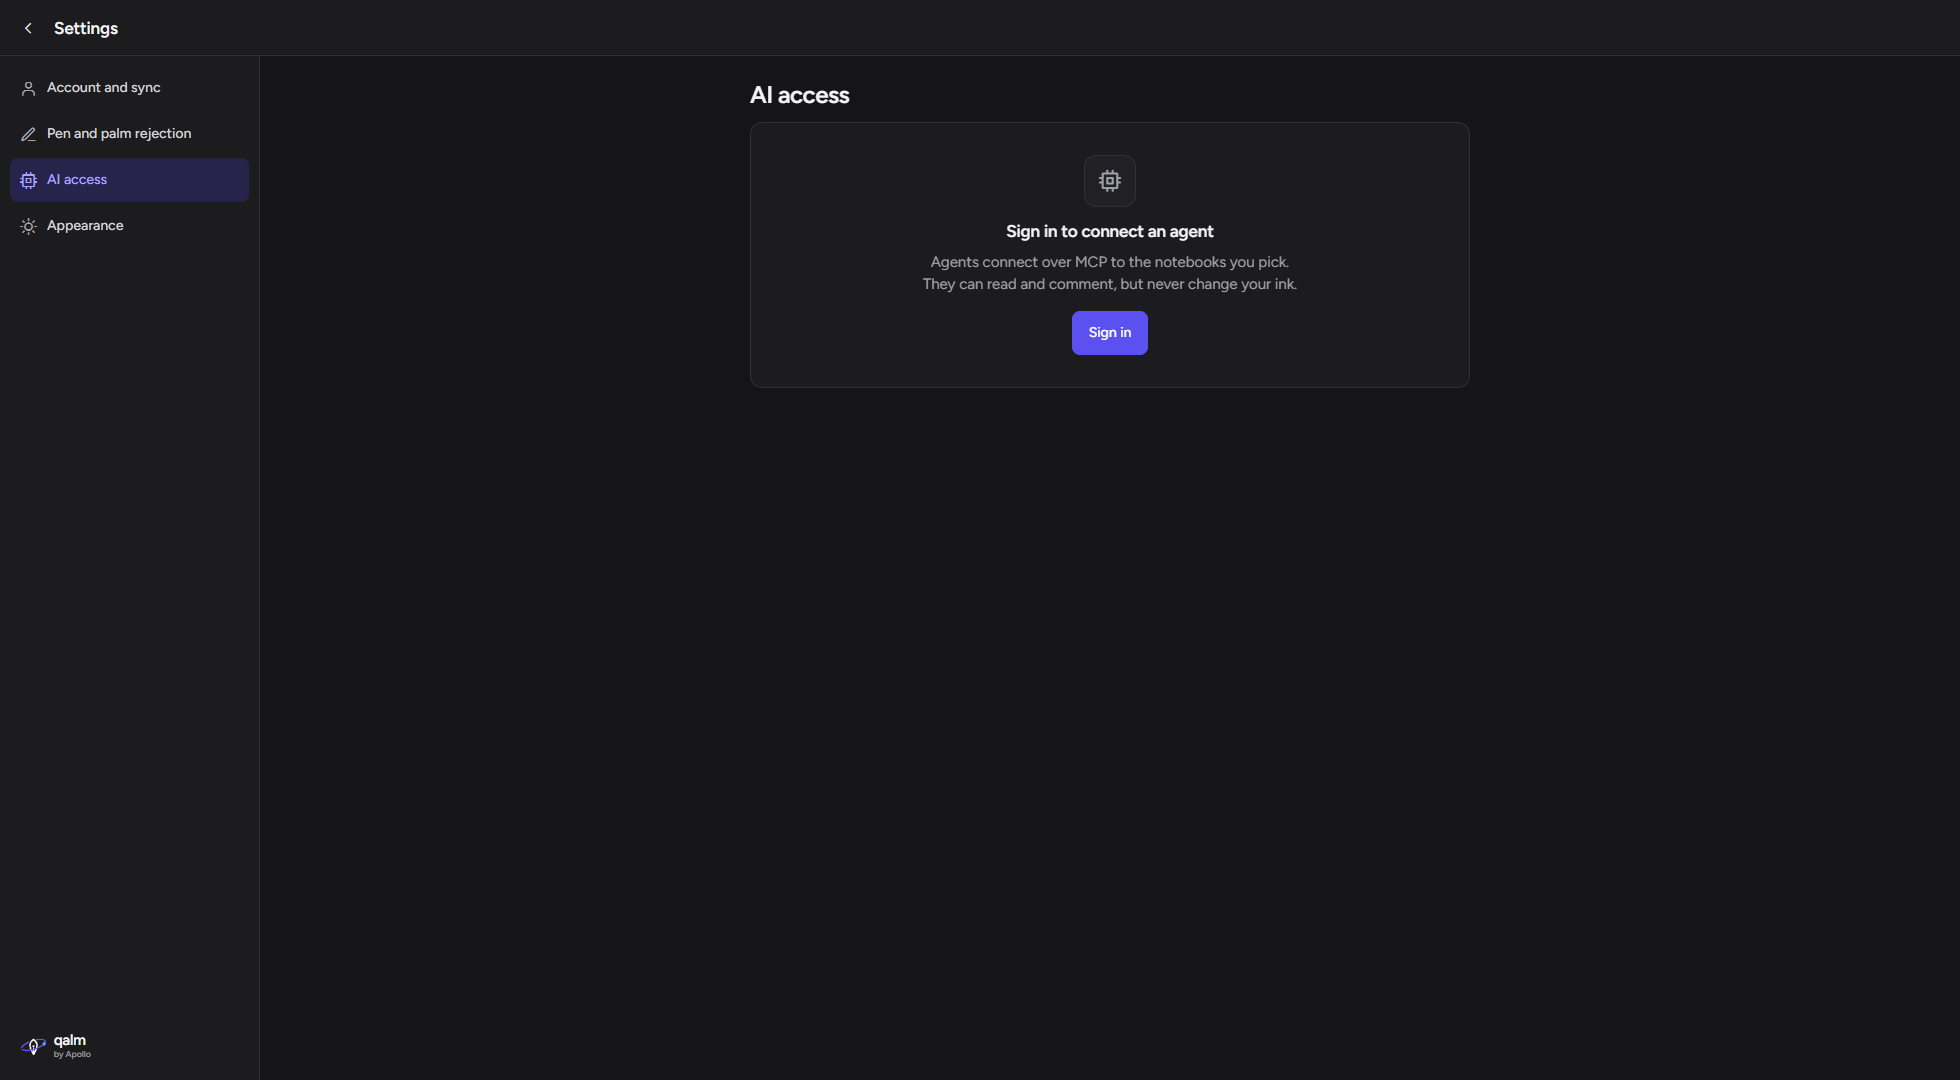 Settings
Account and sync
Pen and palm rejection
AI access
Appearance
AI access
Sign in to connect an agent
Agents connect over MCP to the notebooks you pick.
They can read and comment, but never change your ink.
Sign in
qalm
by Apollo